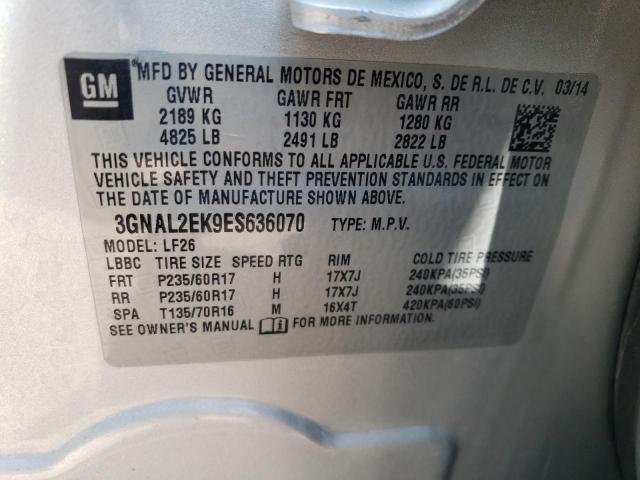 GM MFD BY GENERAL MOTORS DE MEXICO, S. DE R.L. DE C.V. 03/14
GVWR GAWR FRT GAWR RR
2189 KG 1130 KG 1280 KG
4825 LB 2491 LB 2822 LB
THIS VEHICLE CONFORMS TO ALL APPLICABLE U.S. FEDERAL MOTOR
VEHICLE SAFETY AND THEFT PREVENTION STANDARDS IN EFFECT ON
THE DATE OF MANUFACTURE SHOWN ABOVE.
3GNAL2EK9ES636070 TYPE: M.P.V.
MODEL: LF26
LBBC TIRE SIZE SPEED RTG RIM COLD TIRE PRESSURE
FRT P235/60R17 H 17X7J 240KPA(35PSI)
RR P235/60R17 H 17X7J 240KPA(35PSI)
SPA T135/70R16 M 16X4T 420KPA(60PSI)
SEE OWNER'S MANUAL FOR MORE INFORMATION.